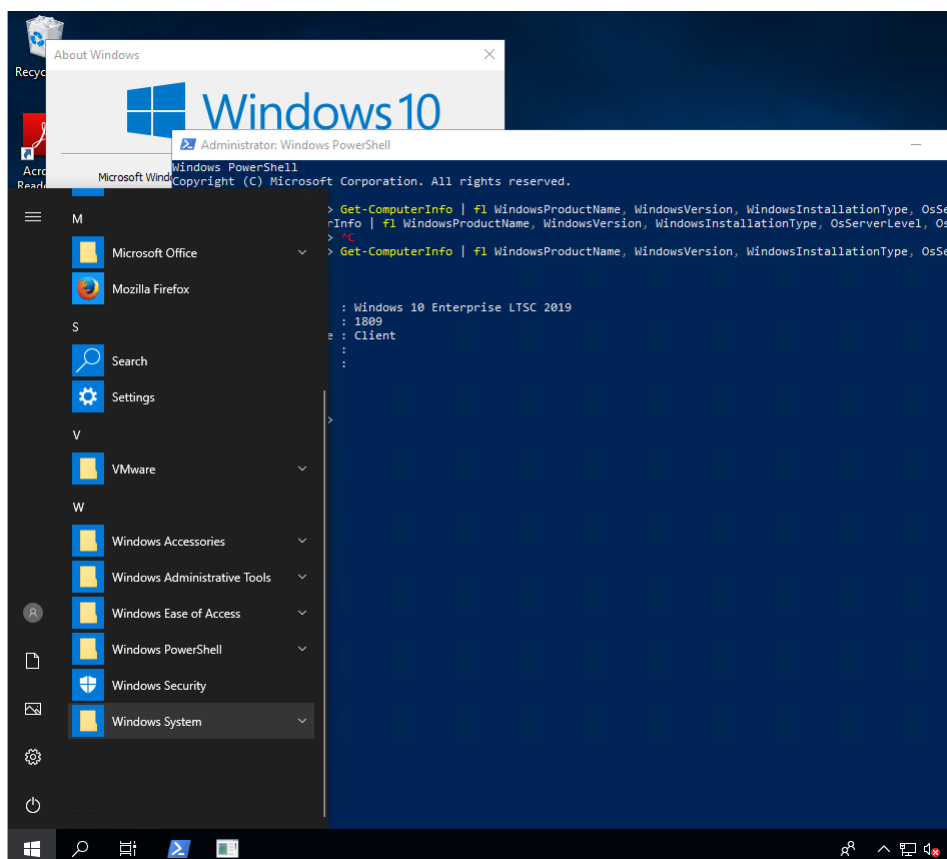 Recyc
About Windows
Windows 10
Acro
Reade
Microsoft Wind
Administrator: Windows PowerShell
Windows PowerShell
Copyright (C) Microsoft Corporation. All rights reserved.
> Get-ComputerInfo | fl WindowsProductName, WindowsVersion, WindowsInstallationType, OsSe
rInfo | fl WindowsProductName, WindowsVersion, WindowsInstallationType, OsServerLevel, Os
> ^C
> Get-ComputerInfo | fl WindowsProductName, WindowsVersion, WindowsInstallationType, OsSe
: Windows 10 Enterprise LTSC 2019
: 1809
e : Client
:
:
>
M
Microsoft Office
Mozilla Firefox
S
Search
Settings
V
VMware
W
Windows Accessories
Windows Administrative Tools
Windows Ease of Access
Windows PowerShell
Windows Security
Windows System